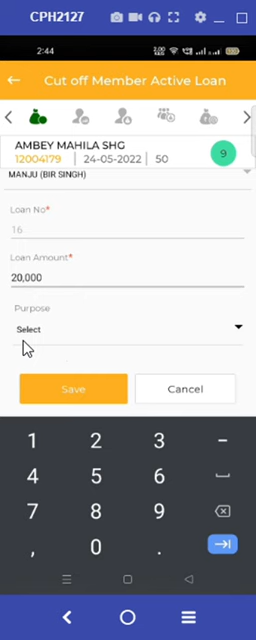 CPH2127
2:44
Cut off Member Active Loan
AMBEY MAHILA SHG
12004179 | 24-05-2022 | 50
9
MANJU (BIR SINGH)
Loan No*
16
Loan Amount*
20,000
Purpose
Select
Save Cancel
1 2 3 -
4 5 6
7 8 9
, 0 .